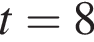 t = 8